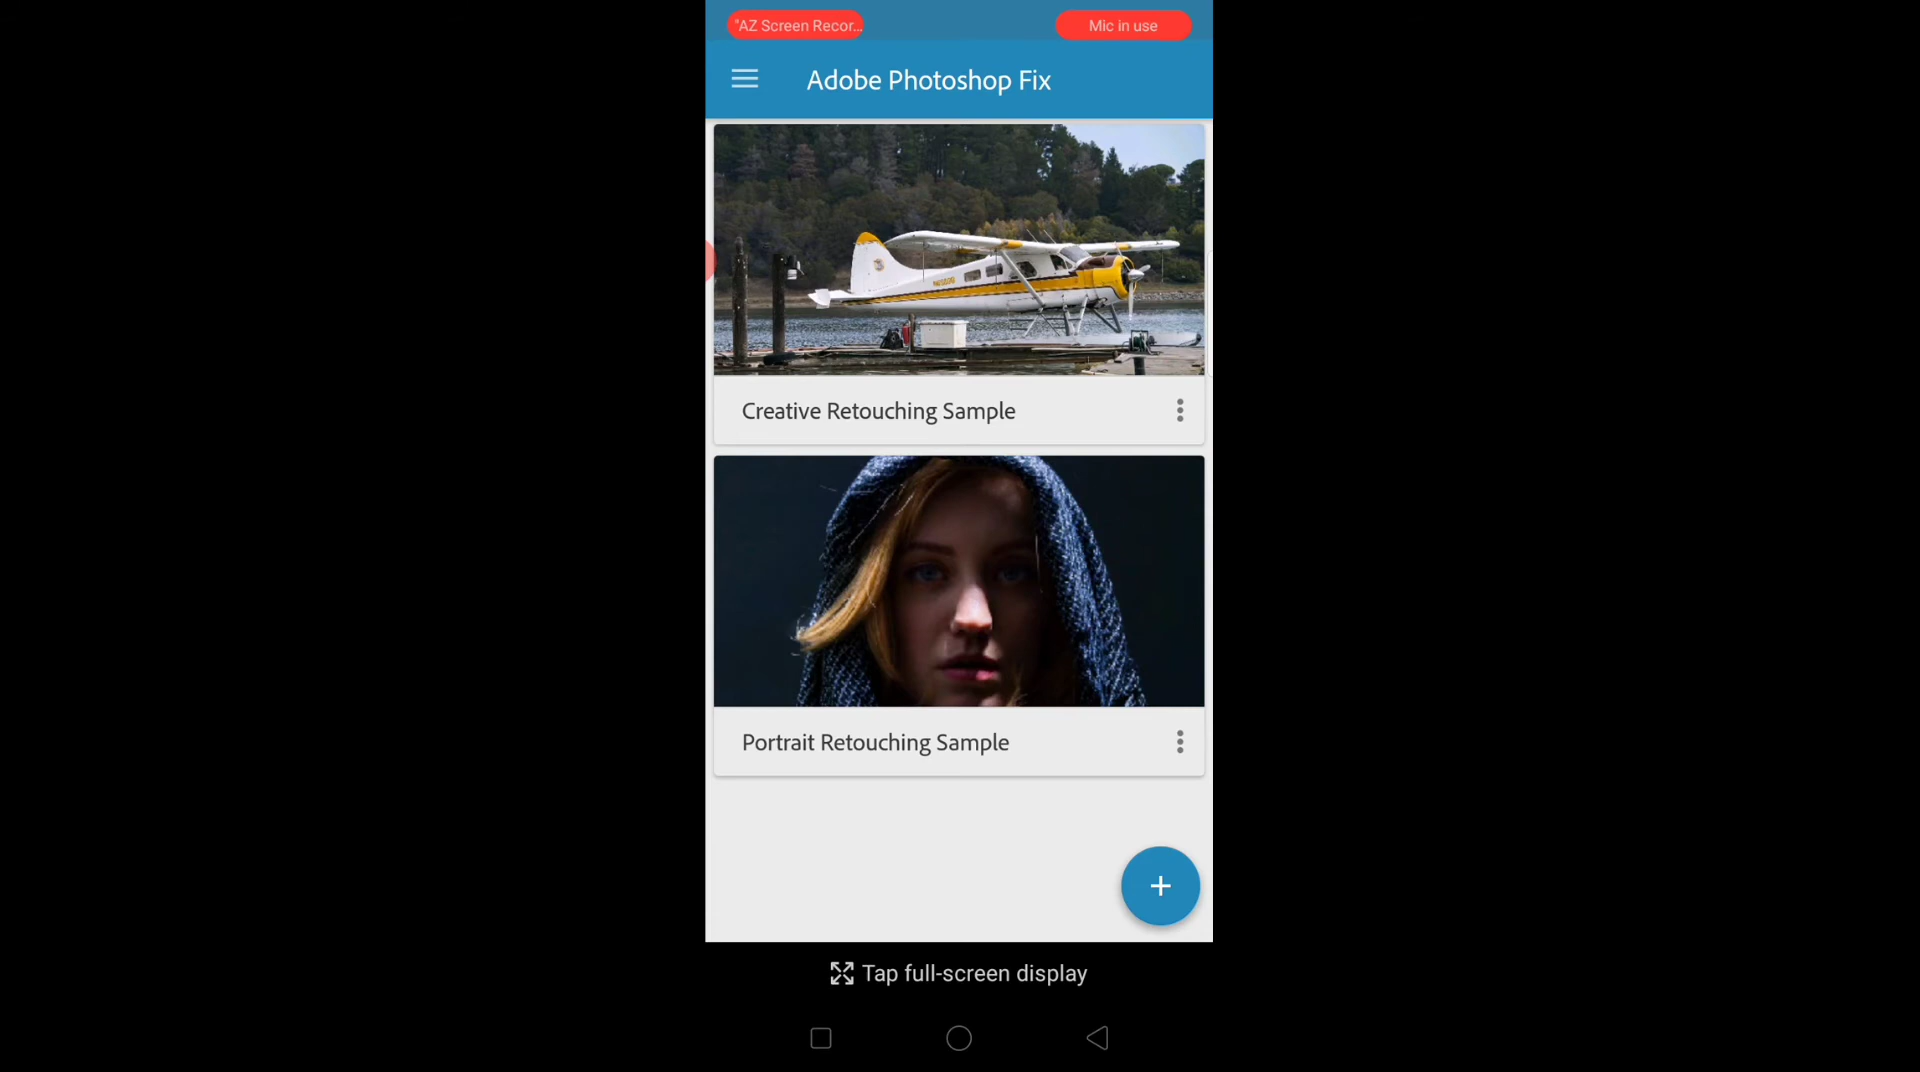 "AZ Screen Recor...
Mic in use
Adobe Photoshop Fix
Creative Retouching Sample
Portrait Retouching Sample
Tap full-screen display